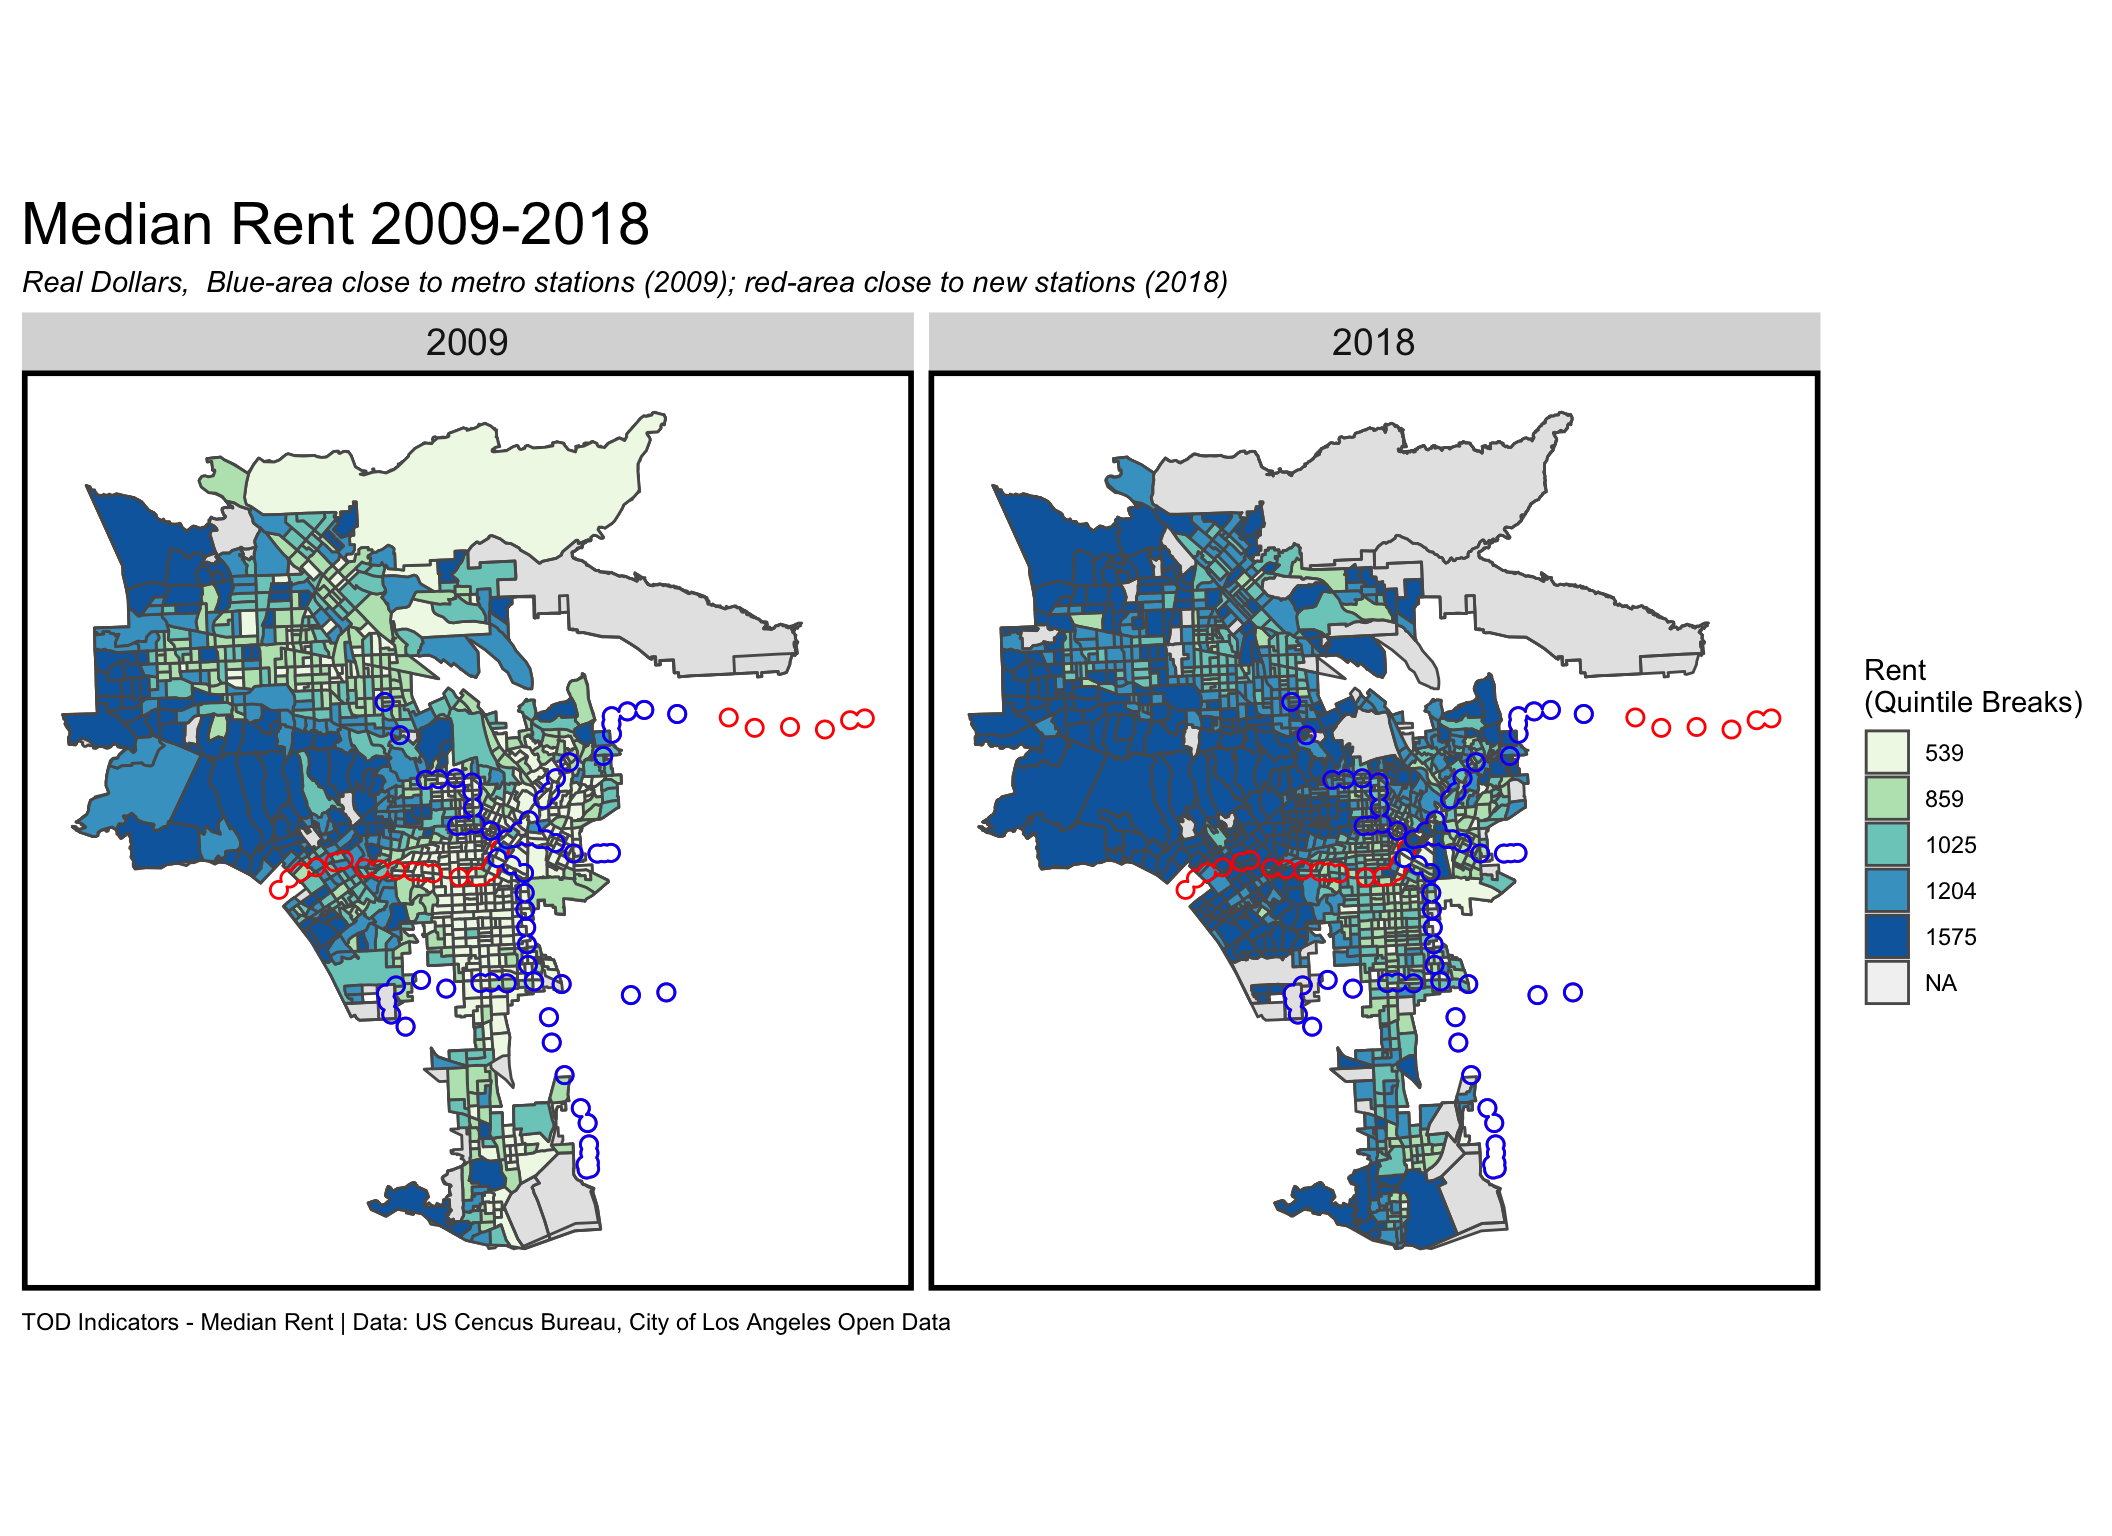 Median Rent 2009-2018
Real Dollars,  Blue-area close to metro stations (2009); red-area close to new stations (2018)
2009
2018
Rent
(Quintile Breaks)
539
859
1025
1204
1575
NA
TOD Indicators - Median Rent | Data: US Cencus Bureau, City of Los Angeles Open Data